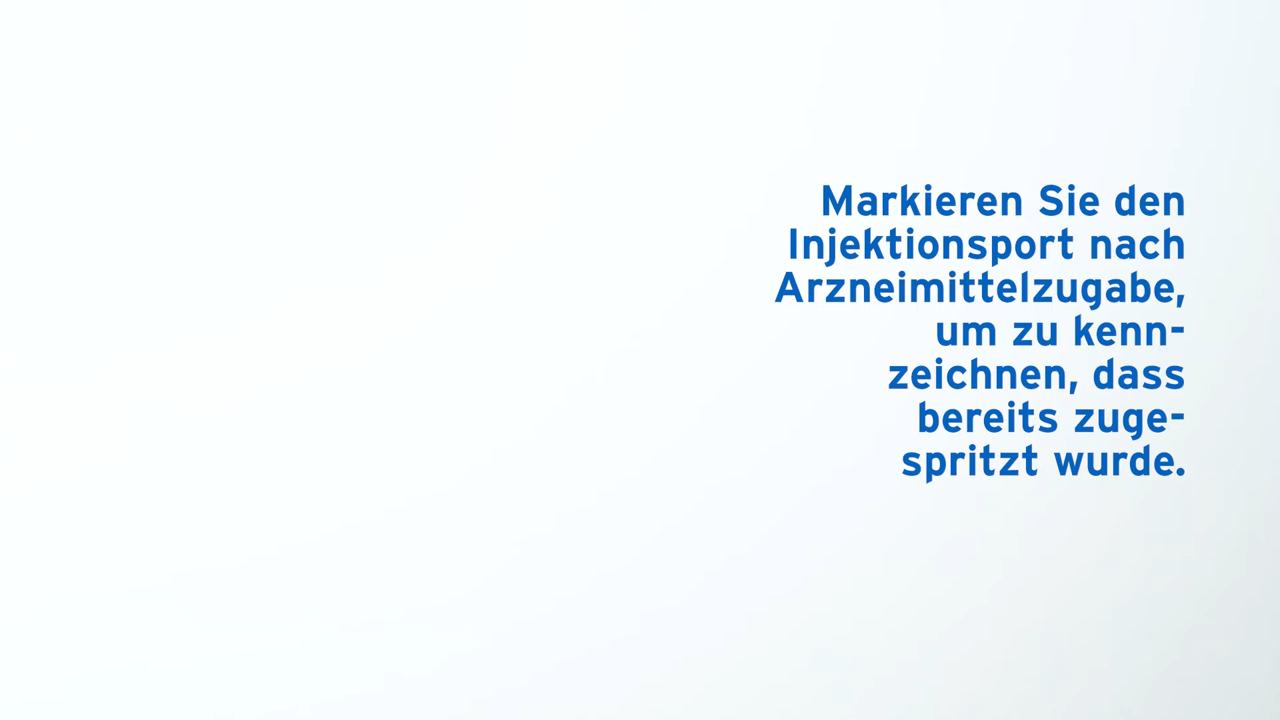 Markieren Sie den
Injektionsport nach
Arzneimittelzugabe,
um zu kenn-
zeichnen, dass
bereits zuge-
spritzt wurde.